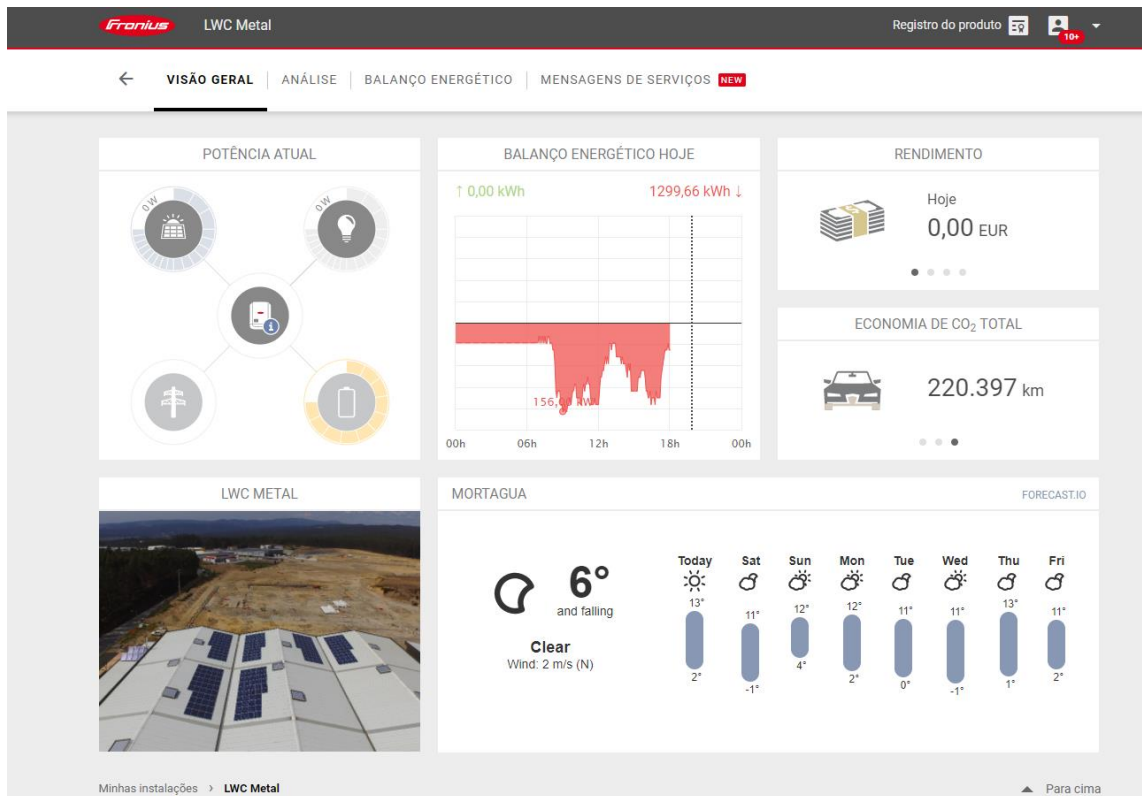 Fronius LWC Metal Registro do produto 10+
VISÃO GERAL ANÁLISE BALANÇO ENERGÉTICO MENSAGENS DE SERVIÇOS NEW
POTÊNCIA ATUAL
0 W
0 W
BALANÇO ENERGÉTICO HOJE
↑ 0,00 kWh 1299,66 kWh ↓
00h 06h 12h 18h 00h
RENDIMENTO
Hoje
0,00 EUR
ECONOMIA DE CO₂ TOTAL
220.397 km
LWC METAL
MORTAGUA FORECAST.IO
6°
and falling
Clear
Wind: 2 m/s (N)
Today Sat Sun Mon Tue Wed Thu Fri
13° 11° 12° 12° 11° 11° 13° 11°
2° -1° 4° 2° 0° -1° 1° 2°
Minhas instalações › LWC Metal Para cima